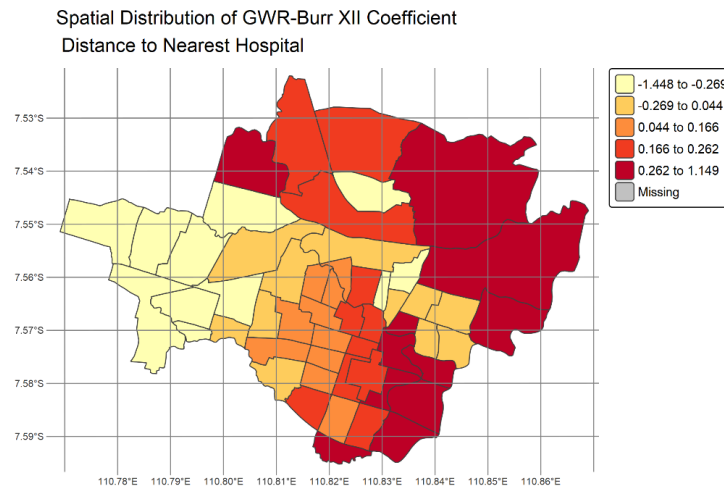 Spatial Distribution of GWR-Burr XII Coefficient
Distance to Nearest Hospital
-1.448 to -0.269
-0.269 to 0.044
0.044 to 0.166
0.166 to 0.262
0.262 to 1.149
Missing
7.53°S
7.54°S
7.55°S
7.56°S
7.57°S
7.58°S
7.59°S
110.78°E 110.79°E 110.80°E 110.81°E 110.82°E 110.83°E 110.84°E 110.85°E 110.86°E